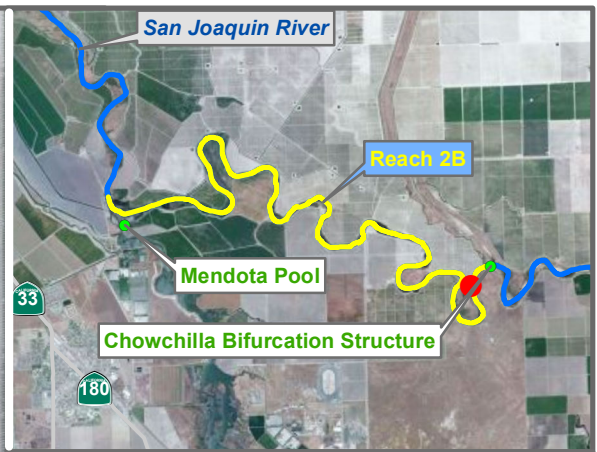 San Joaquin River
Reach 2B
Mendota Pool
33
Chowchilla Bifurcation Structure
180